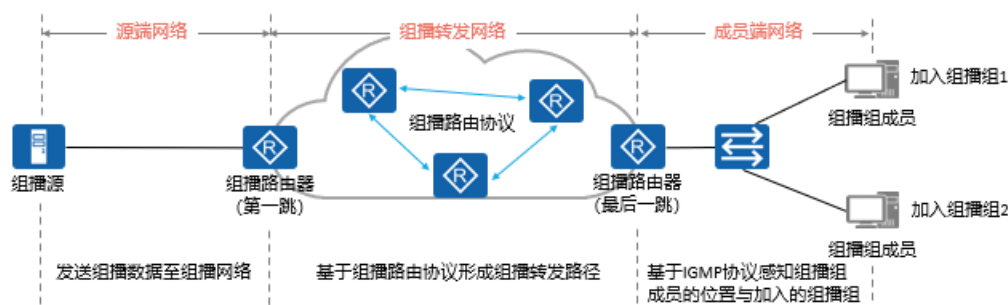 源端网络
组播转发网络
成员端网络
加入组播组1
R
R
组播组成员
组播路由协议
R
R
R
组播源
组播路由器
(第一跳)
组播路由器
(最后一跳)
加入组播组2
组播组成员
发送组播数据至组播网络
基于组播路由协议形成组播转发路径
基于IGMP协议感知组播组
成员的位置与加入的组播组